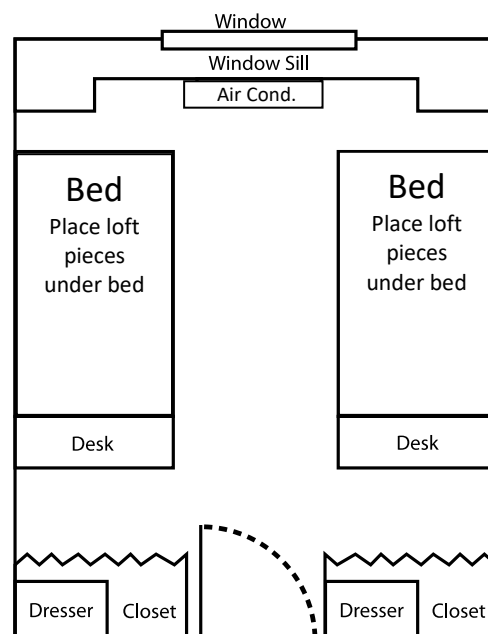 Window
Window Sill
Air Cond.
Bed
Place loft
pieces
under bed
Bed
Place loft
pieces
under bed
Desk
Desk
Dresser
Closet
Dresser
Closet